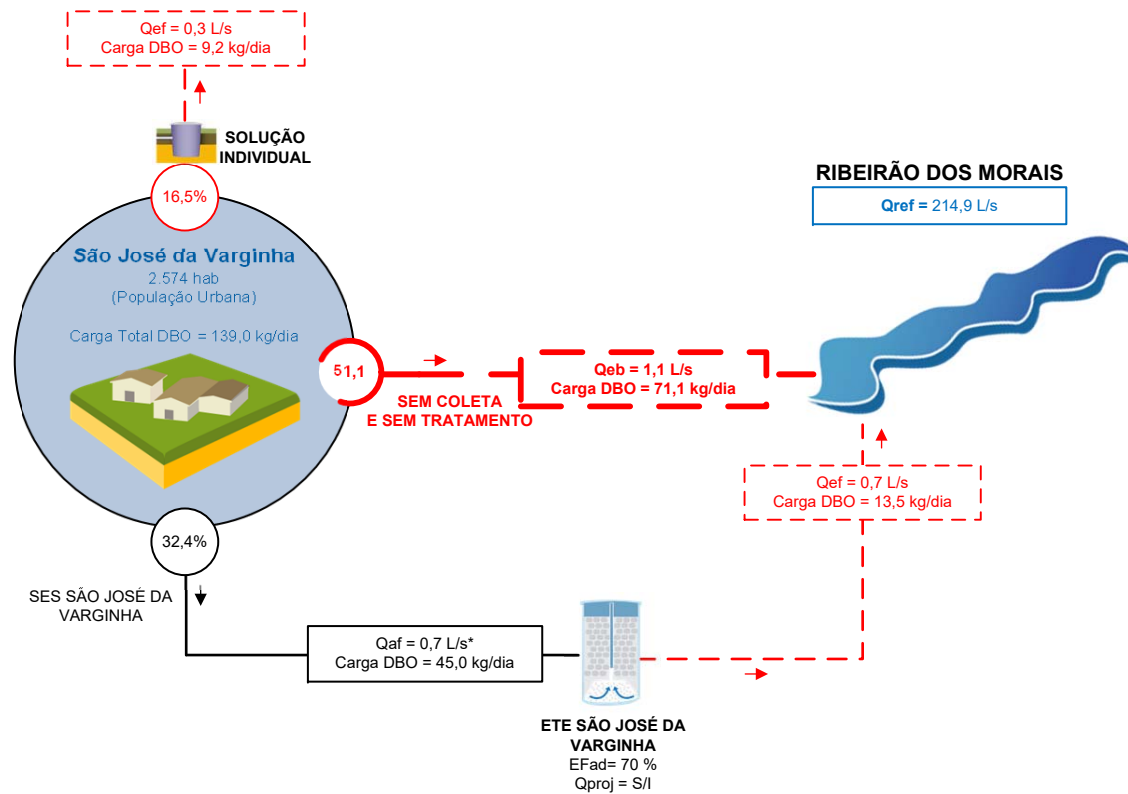 Qef = 0,3 L/s
Carga DBO = 9,2 kg/dia
SOLUÇÃO
INDIVIDUAL
16,5%
São José da Varginha
2.574 hab
(População Urbana)
Carga Total DBO = 139,0 kg/dia
51,1
SEM COLETA
E SEM TRATAMENTO
Qeb = 1,1 L/s
Carga DBO = 71,1 kg/dia
RIBEIRÃO DOS MORAIS
Qref = 214,9 L/s
Qef = 0,7 L/s
Carga DBO = 13,5 kg/dia
32,4%
SES SÃO JOSÉ DA
VARGINHA
Qaf = 0,7 L/s*
Carga DBO = 45,0 kg/dia
ETE SÃO JOSÉ DA
VARGINHA
EFad= 70 %
Qproj = S/I